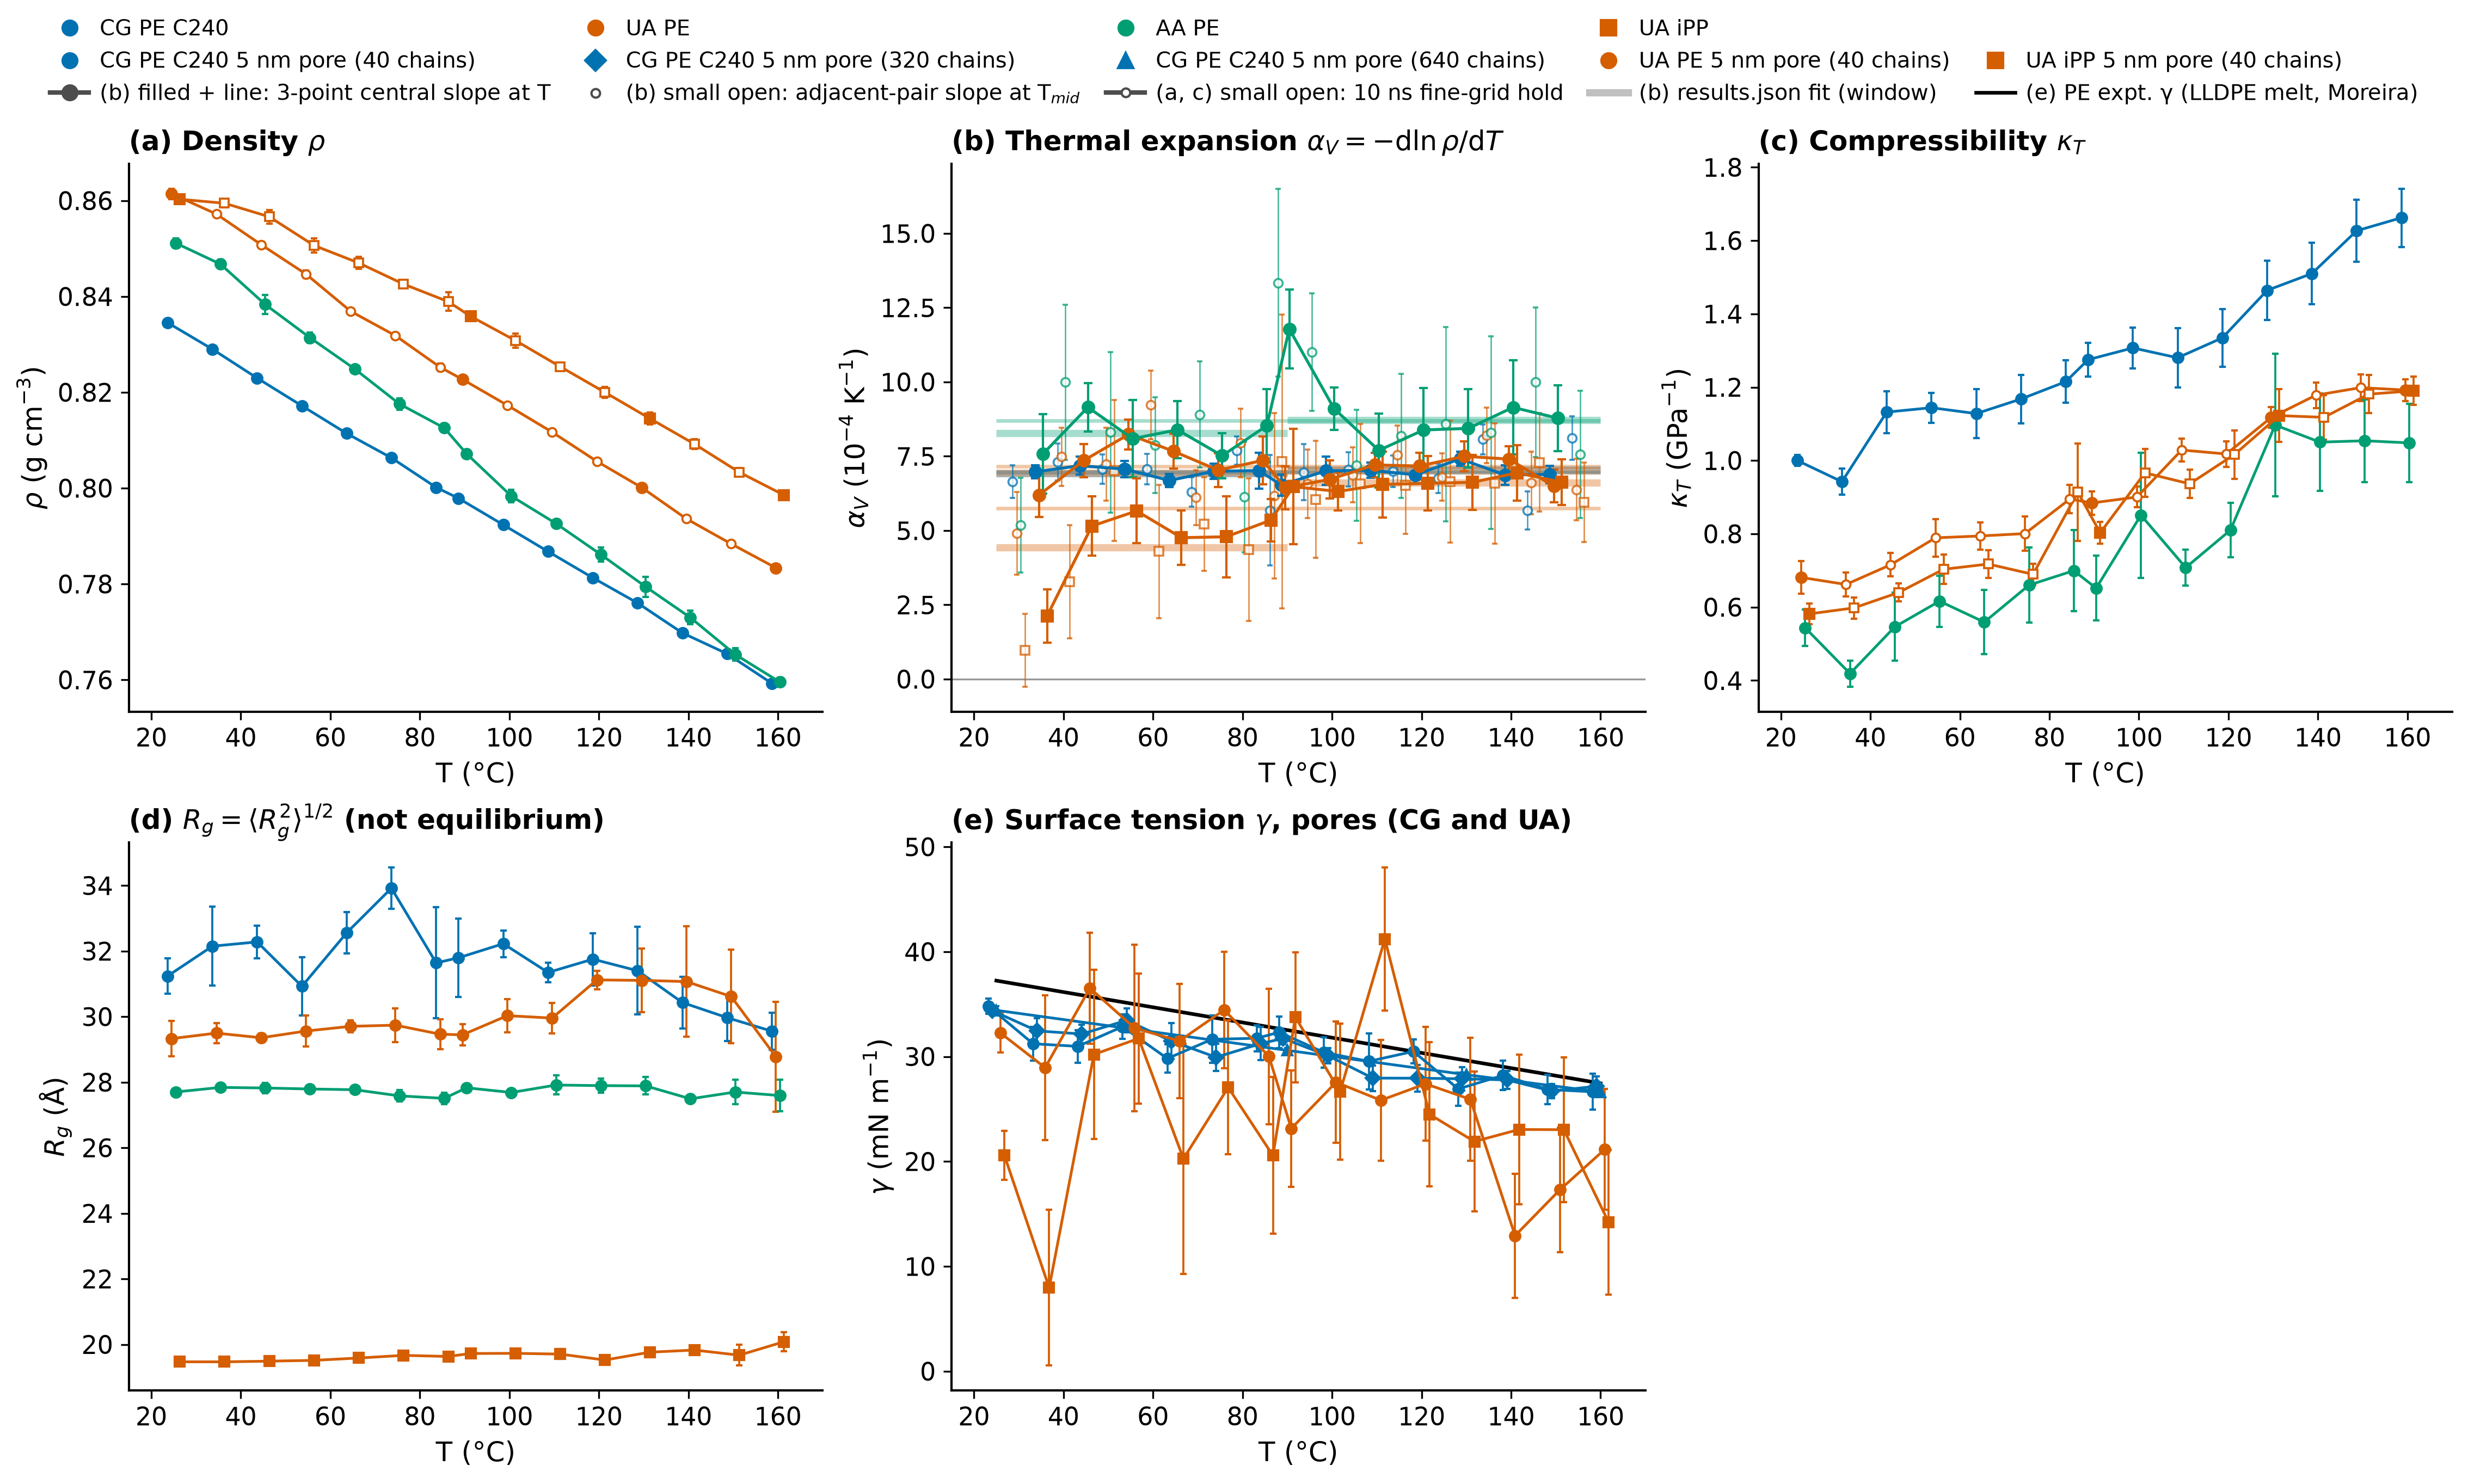 CG PE C240
UA PE
AA PE
UA iPP
CG PE C240 5 nm pore (40 chains)
CG PE C240 5 nm pore (320 chains)
CG PE C240 5 nm pore (640 chains)
UA PE 5 nm pore (40 chains)
UA iPP 5 nm pore (40 chains)
(b) filled + line: 3-point central slope at T
(b) small open: adjacent-pair slope at T_mid
(a, c) small open: 10 ns fine-grid hold
(b) results.json fit (window)
(e) PE expt. γ (LLDPE melt, Moreira)
(a) Density ρ
0.86
0.84
0.82
0.80
0.78
0.76
ρ (g cm⁻³)
20 40 60 80 100 120 140 160
T (°C)
(b) Thermal expansion α_V = −dln ρ/dT
15.0
12.5
10.0
7.5
5.0
2.5
0.0
α_V (10⁻⁴ K⁻¹)
20 40 60 80 100 120 140 160
T (°C)
(c) Compressibility κ_T
1.8
1.6
1.4
1.2
1.0
0.8
0.6
0.4
κ_T (GPa⁻¹)
20 40 60 80 100 120 140 160
T (°C)
(d) R_g = ⟨R_g²⟩^1/2 (not equilibrium)
34
32
30
28
26
24
22
20
R_g (Å)
20 40 60 80 100 120 140 160
T (°C)
(e) Surface tension γ, pores (CG and UA)
50
40
30
20
10
0
γ (mN m⁻¹)
20 40 60 80 100 120 140 160
T (°C)